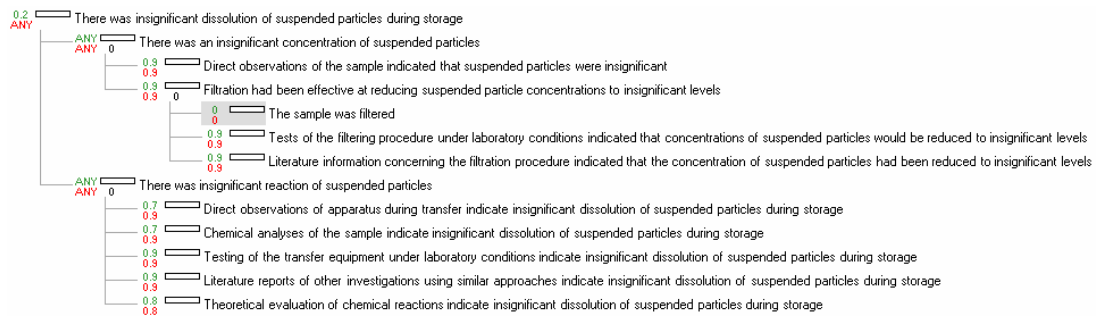 0.2 ANY There was insignificant dissolution of suspended particles during storage
ANY ANY 0 There was an insignificant concentration of suspended particles
0.9 0.9 Direct observations of the sample indicated that suspended particles were insignificant
0.9 0.9 0 Filtration had been effective at reducing suspended particle concentrations to insignificant levels
0 0 The sample was filtered
0.9 0.9 Tests of the filtering procedure under laboratory conditions indicated that concentrations of suspended particles would be reduced to insignificant levels
0.9 0.9 Literature information concerning the filtration procedure indicated that the concentration of suspended particles had been reduced to insignificant levels
ANY ANY 0 There was insignificant reaction of suspended particles
0.7 0.9 Direct observations of apparatus during transfer indicate insignificant dissolution of suspended particles during storage
0.7 0.9 Chemical analyses of the sample indicate insignificant dissolution of suspended particles during storage
0.9 0.9 Testing of the transfer equipment under laboratory conditions indicate insignificant dissolution of suspended particles during storage
0.9 0.9 Literature reports of other investigations using similar approaches indicate insignificant dissolution of suspended particles during storage
0.8 0.8 Theoretical evaluation of chemical reactions indicate insignificant dissolution of suspended particles during storage